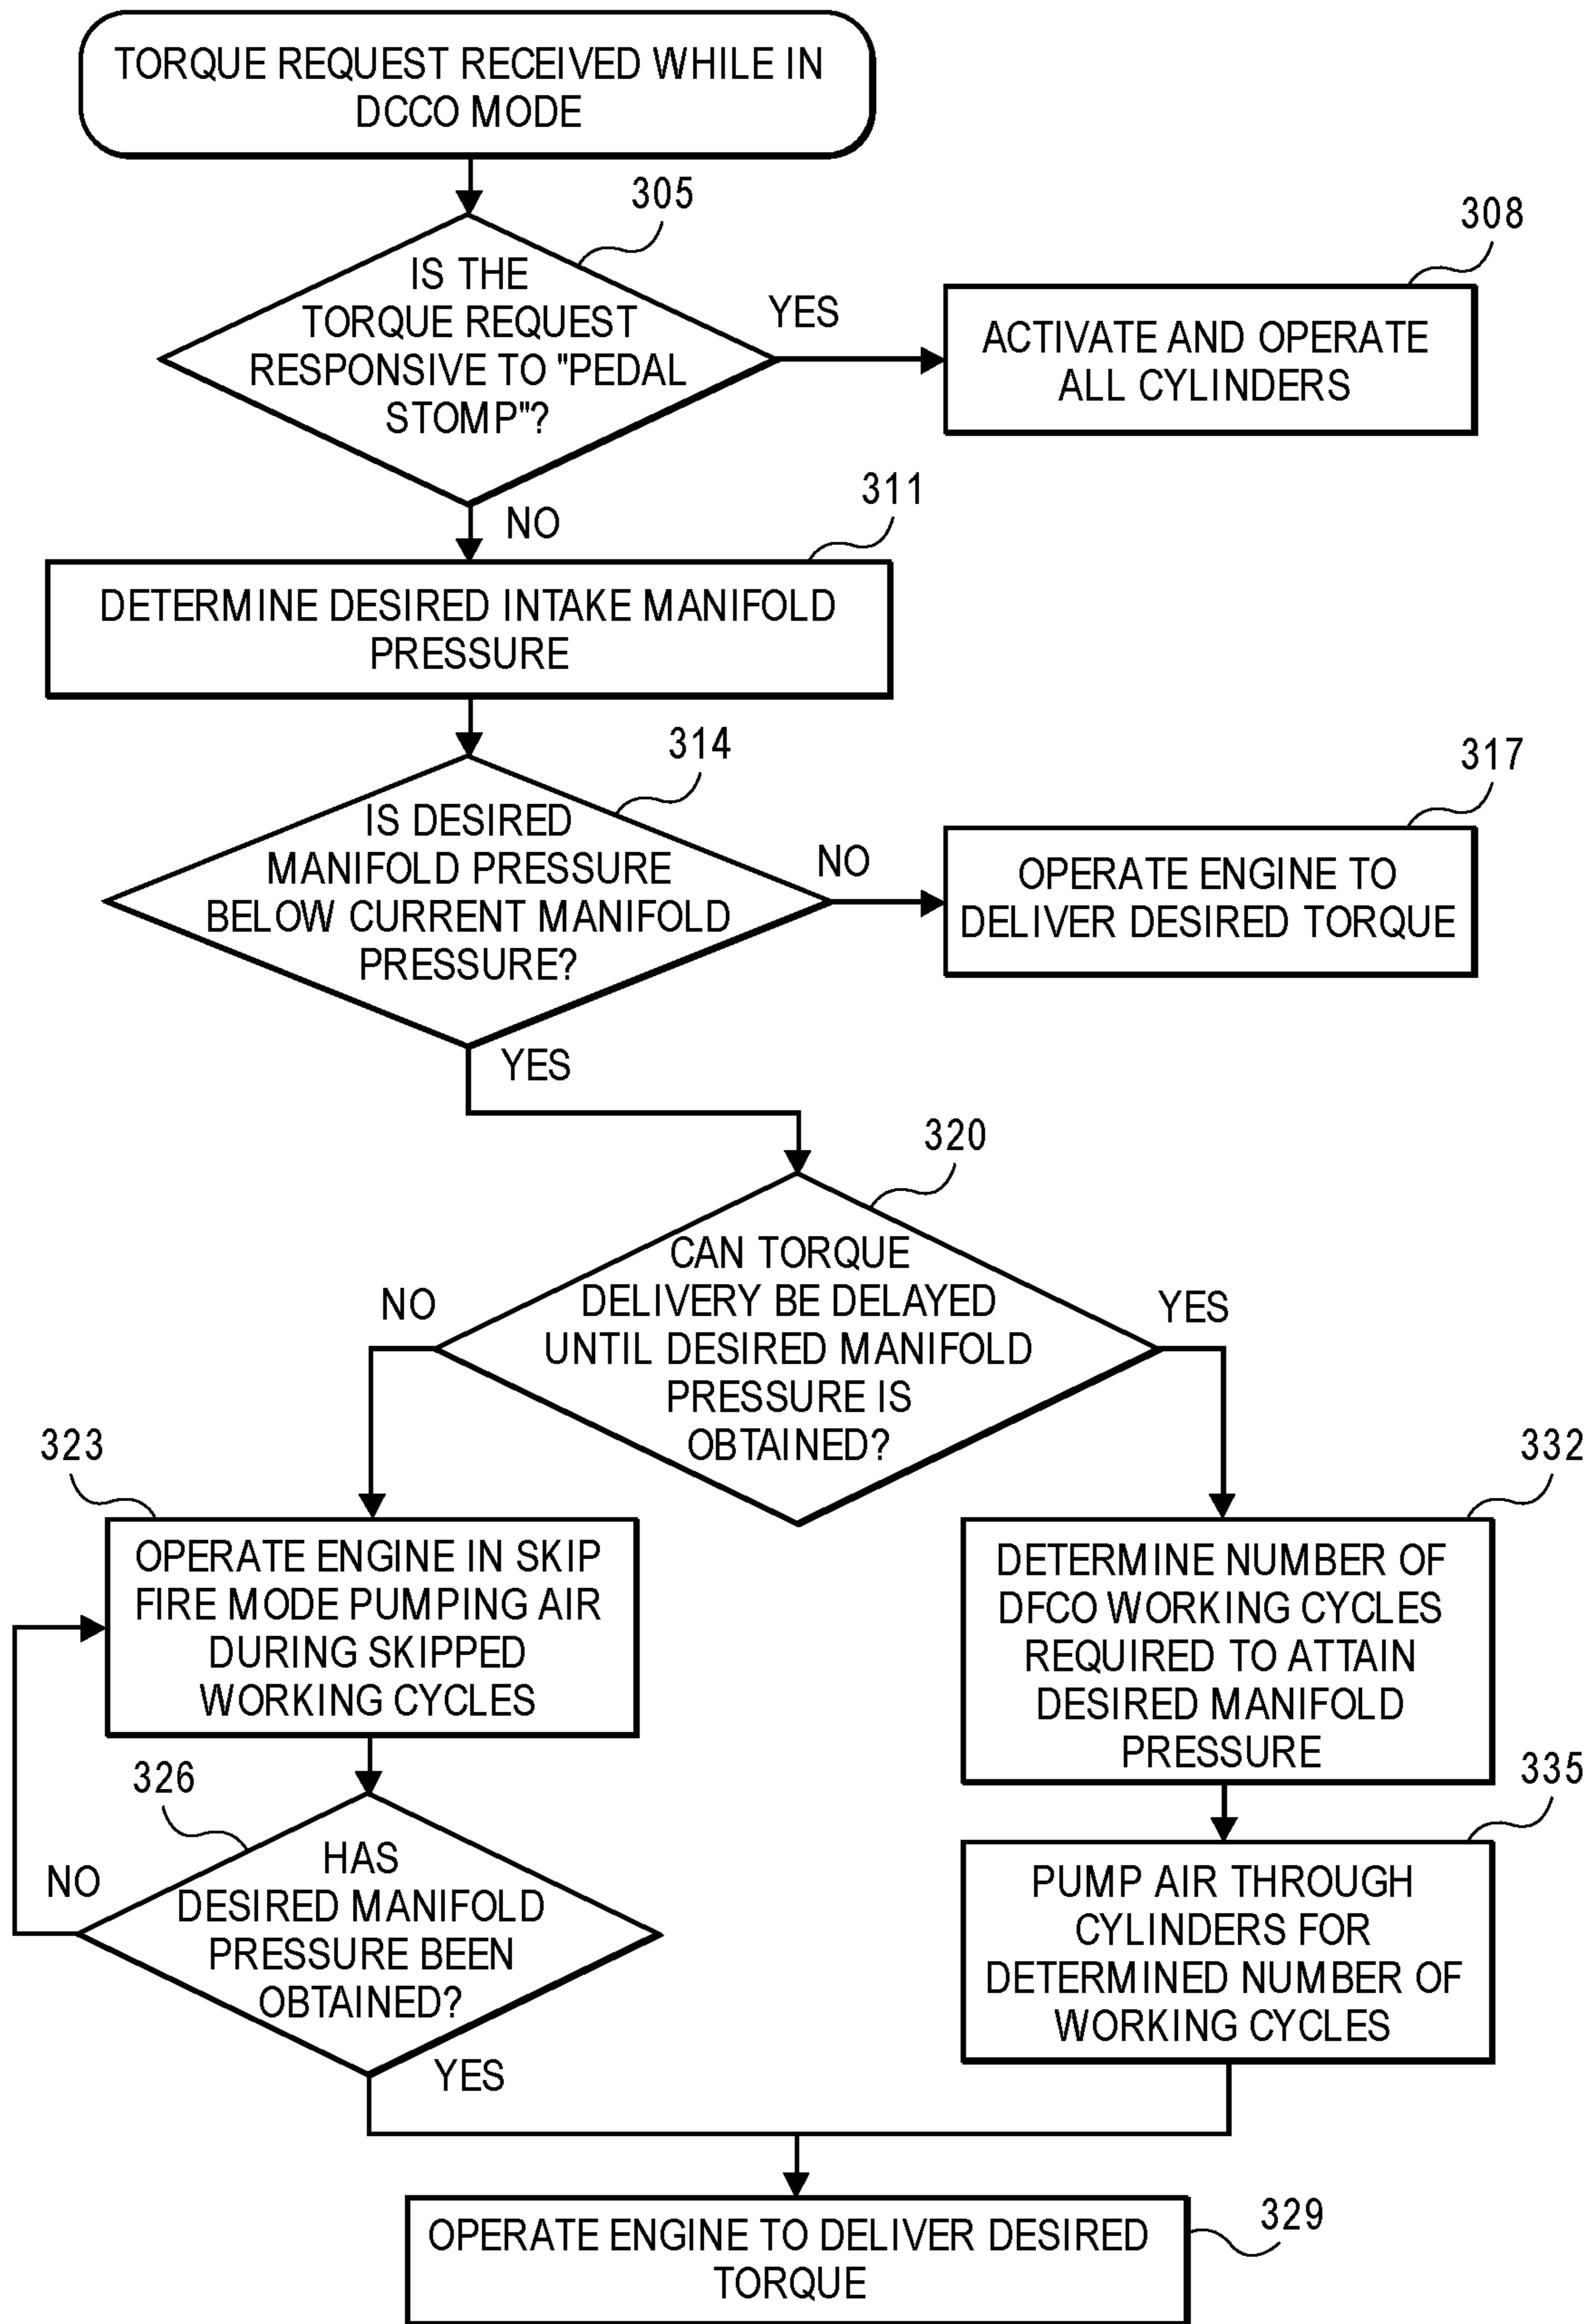 TORQUE REQUEST RECEIVED WHILE IN
DCCO MODE
305
308
IS THE
TORQUE REQUEST
RESPONSIVE TO "PEDAL
STOMP"?
YES
ACTIVATE AND OPERATE
ALL CYLINDERS
NO
311
DETERMINE DESIRED INTAKE MANIFOLD
PRESSURE
314
317
IS DESIRED
MANIFOLD PRESSURE
BELOW CURRENT MANIFOLD
PRESSURE?
NO
OPERATE ENGINE TO
DELIVER DESIRED TORQUE
YES
320
CAN TORQUE
DELIVERY BE DELAYED
UNTIL DESIRED MANIFOLD
PRESSURE IS
OBTAINED?
NO
YES
323
332
OPERATE ENGINE IN SKIP
FIRE MODE PUMPING AIR
DURING SKIPPED
WORKING CYCLES
DETERMINE NUMBER OF
DFCO WORKING CYCLES
REQUIRED TO ATTAIN
DESIRED MANIFOLD
PRESSURE
326
335
HAS
DESIRED MANIFOLD
PRESSURE BEEN
OBTAINED?
NO
YES
PUMP AIR THROUGH
CYLINDERS FOR
DETERMINED NUMBER OF
WORKING CYCLES
329
OPERATE ENGINE TO DELIVER DESIRED
TORQUE